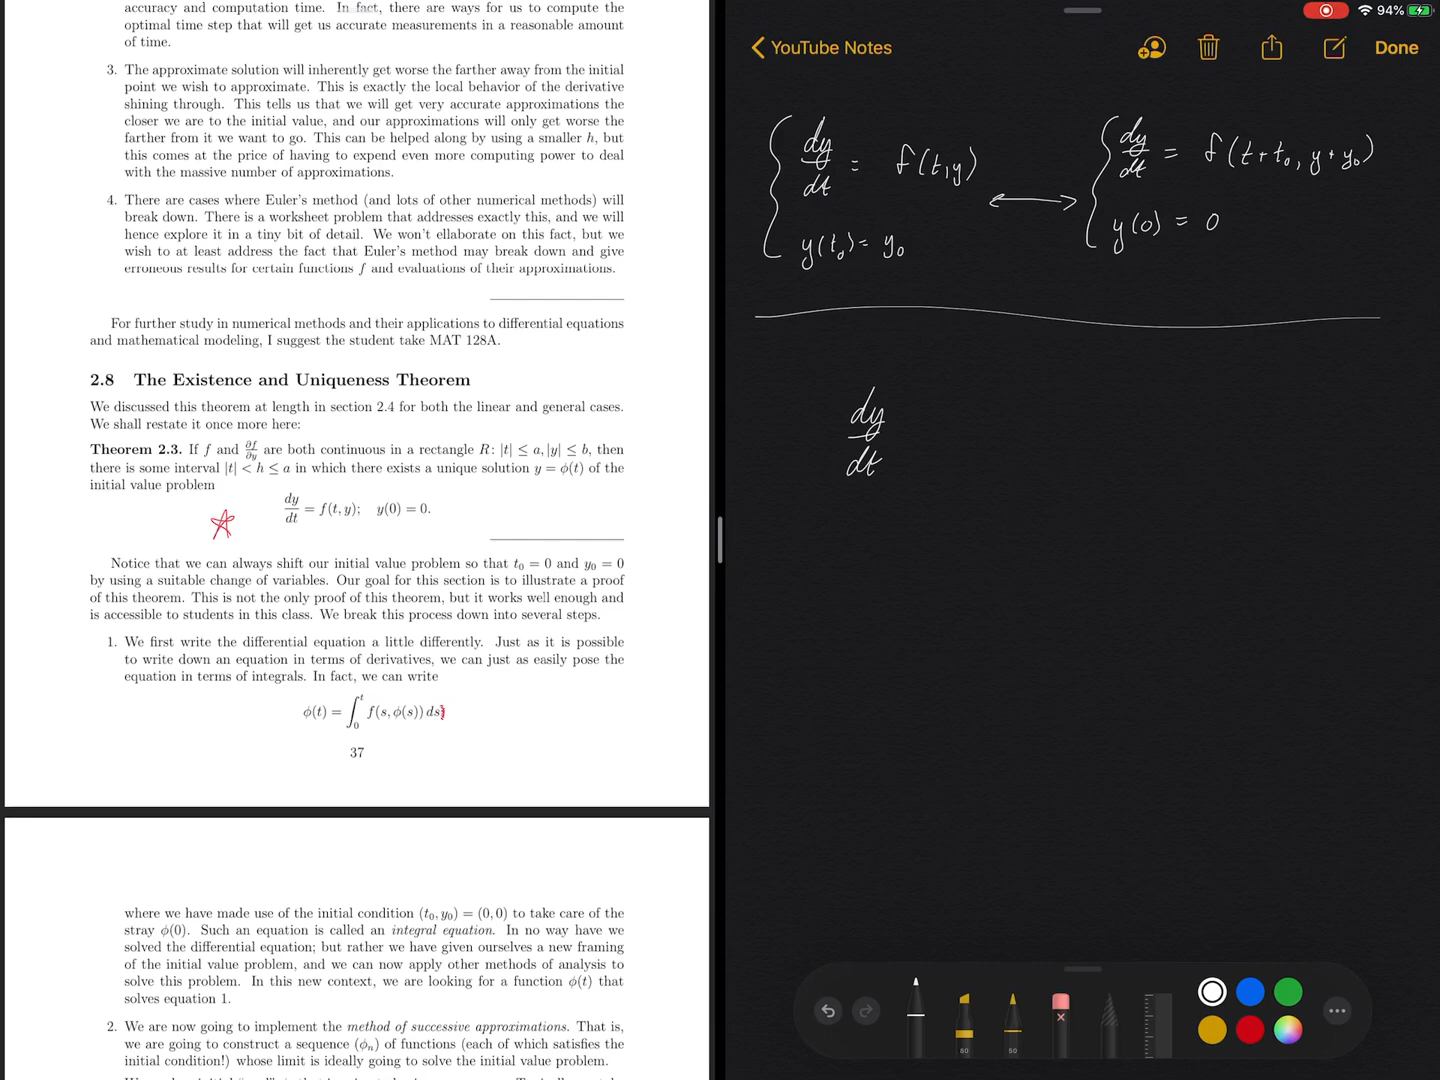 accuracy and computation time. In fact, there are ways for us to compute the
optimal time step that will get us accurate measurements in a reasonable amount
of time.
3. The approximate solution will inherently get worse the farther away from the initial
point we wish to approximate. This is exactly the local behavior of the derivative
shining through. This tells us that we will get very accurate approximations the
closer we are to the initial value, and our approximations will only get worse the
farther from it we want to go. This can be helped along by using a smaller h, but
this comes at the price of having to expend even more computing power to deal
with the massive number of approximations.
4. There are cases where Euler's method (and lots of other numerical methods) will
break down. There is a worksheet problem that addresses exactly this, and we will
hence explore it in a tiny bit of detail. We won't ellaborate on this fact, but we
wish to at least address the fact that Euler's method may break down and give
erroneous results for certain functions f and evaluations of their approximations.
For further study in numerical methods and their applications to differential equations
and mathematical modeling, I suggest the student take MAT 128A.
2.8 The Existence and Uniqueness Theorem
We discussed this theorem at length in section 2.4 for both the linear and general cases.
We shall restate it once more here:
Theorem 2.3. If f and ∂f/∂y are both continuous in a rectangle R: |t| ≤ a, |y| ≤ b, then
there is some interval |t| < h ≤ a in which there exists a unique solution y = ϕ(t) of the
initial value problem
dy/dt = f(t, y); y(0) = 0.
Notice that we can always shift our initial value problem so that t₀ = 0 and y₀ = 0
by using a suitable change of variables. Our goal for this section is to illustrate a proof
of this theorem. This is not the only proof of this theorem, but it works well enough and
is accessible to students in this class. We break this process down into several steps.
1. We first write the differential equation a little differently. Just as it is possible
to write down an equation in terms of derivatives, we can just as easily pose the
equation in terms of integrals. In fact, we can write
ϕ(t) = ∫₀ᵗ f(s, ϕ(s)) ds
37
where we have made use of the initial condition (t₀, y₀) = (0, 0) to take care of the
stray ϕ(0). Such an equation is called an integral equation. In no way have we
solved the differential equation; but rather we have given ourselves a new framing
of the initial value problem, and we can now apply other methods of analysis to
solve this problem. In this new context, we are looking for a function ϕ(t) that
solves equation 1.
2. We are now going to implement the method of successive approximations. That is,
we are going to construct a sequence (ϕₙ) of functions (each of which satisfies the
initial condition!) whose limit is ideally going to solve the initial value problem.
94%
YouTube Notes
Done
dy/dt = f(t,y)
y(t₀) = y₀
⟷
dy/dt = f(t+t₀, y+y₀)
y(0) = 0
dy/dt
80
50